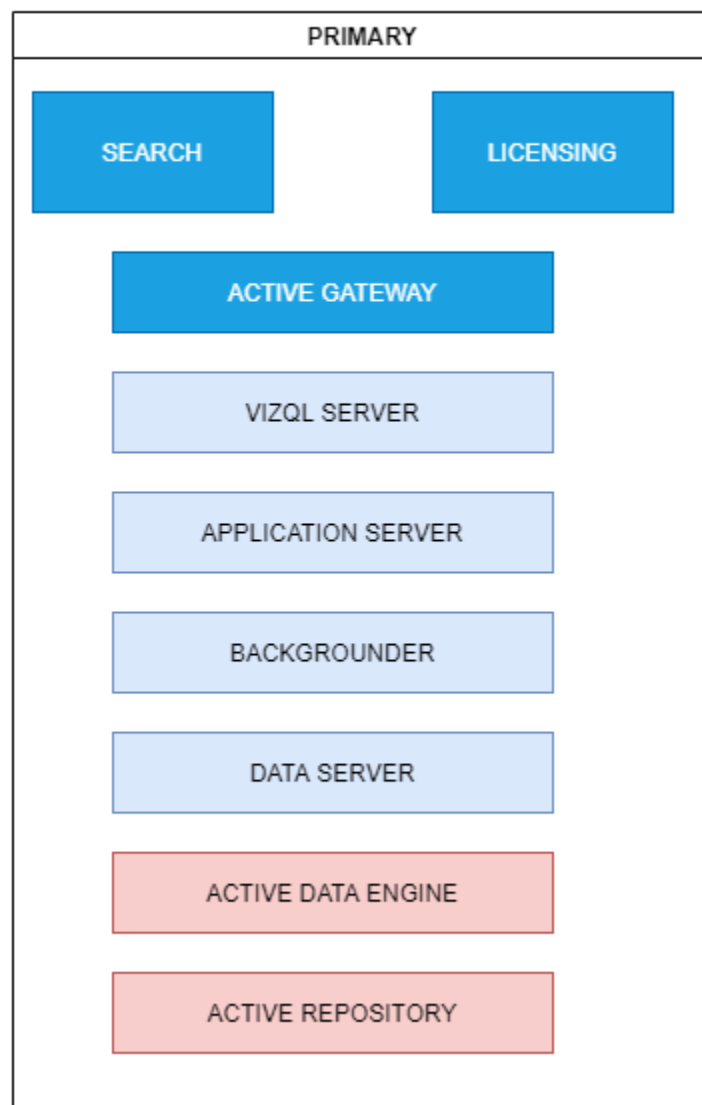 PRIMARY
SEARCH
LICENSING
ACTIVE GATEWAY
VIZQL SERVER
APPLICATION SERVER
BACKGROUNDER
DATA SERVER
ACTIVE DATA ENGINE
ACTIVE REPOSITORY